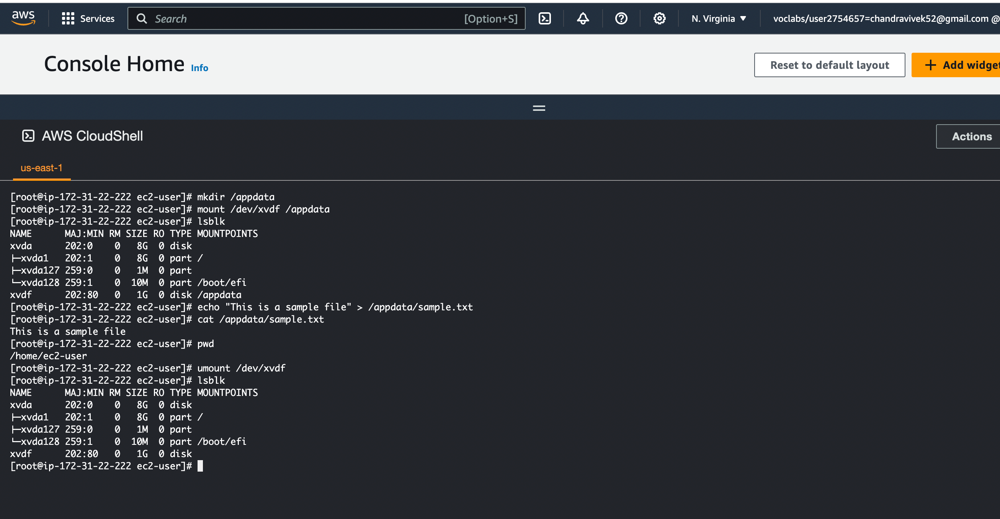 aws Services Search [Option+S] N. Virginia voclabs/user2754657=chandravivek52@gmail.com @
Console Home Info Reset to default layout + Add widget
AWS CloudShell Actions
us-east-1
[root@ip-172-31-22-222 ec2-user]# mkdir /appdata
[root@ip-172-31-22-222 ec2-user]# mount /dev/xvdf /appdata
[root@ip-172-31-22-222 ec2-user]# lsblk
NAME      MAJ:MIN RM SIZE RO TYPE MOUNTPOINTS
xvda      202:0    0   8G  0 disk
├─xvda1   202:1    0   8G  0 part /
├─xvda127 259:0    0   1M  0 part
└─xvda128 259:1    0  10M  0 part /boot/efi
xvdf      202:80   0   1G  0 disk /appdata
[root@ip-172-31-22-222 ec2-user]# echo "This is a sample file" > /appdata/sample.txt
[root@ip-172-31-22-222 ec2-user]# cat /appdata/sample.txt
This is a sample file
[root@ip-172-31-22-222 ec2-user]# pwd
/home/ec2-user
[root@ip-172-31-22-222 ec2-user]# umount /dev/xvdf
[root@ip-172-31-22-222 ec2-user]# lsblk
NAME      MAJ:MIN RM SIZE RO TYPE MOUNTPOINTS
xvda      202:0    0   8G  0 disk
├─xvda1   202:1    0   8G  0 part /
├─xvda127 259:0    0   1M  0 part
└─xvda128 259:1    0  10M  0 part /boot/efi
xvdf      202:80   0   1G  0 disk
[root@ip-172-31-22-222 ec2-user]#